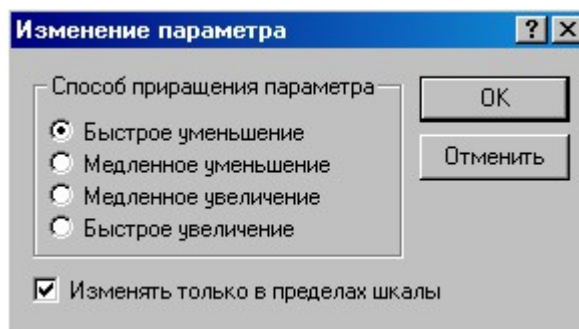 Изменение параметра
Способ приращения параметра
Быстрое уменьшение
Медленное уменьшение
Медленное увеличение
Быстрое увеличение
OK
Отменить
Изменять только в пределах шкалы